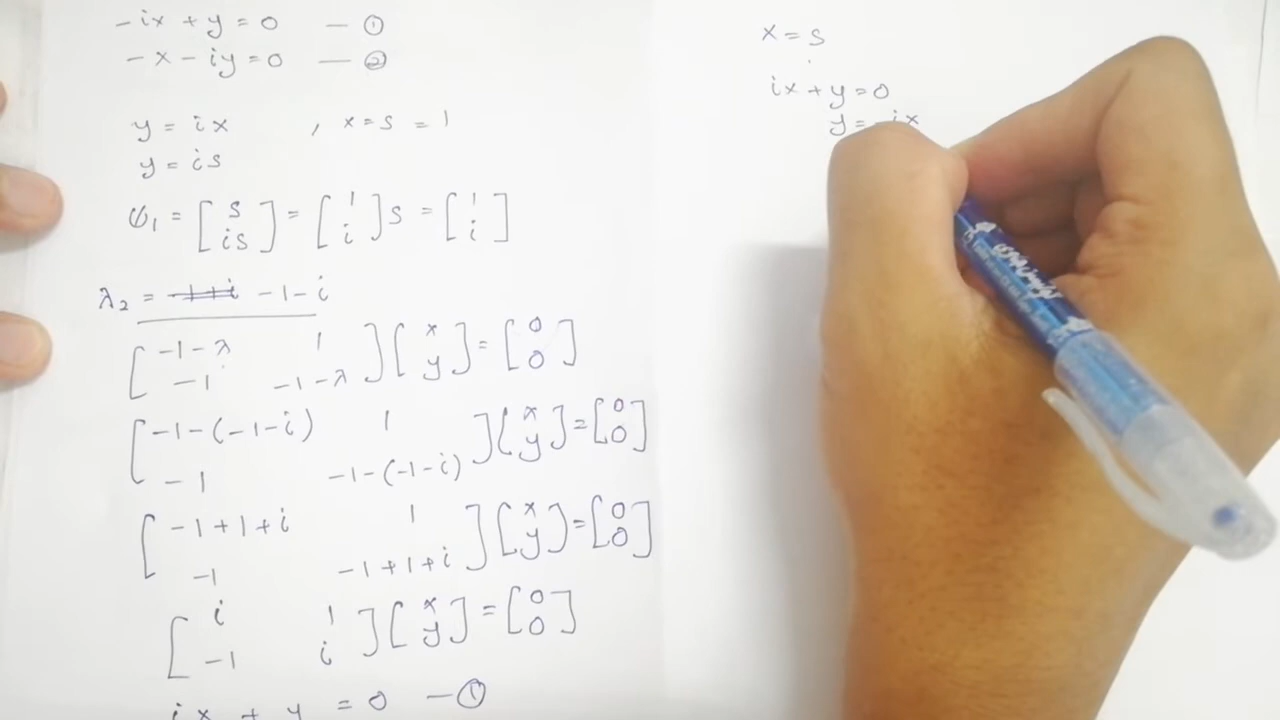 -ix + y = 0 — ①
-x - iy = 0 — ②
y = ix , x = s = 1
y = is
ψ₁ = [s is] = [1 i] s = [1 i]
λ₂ = -1+i -1-i
[-1-λ 1
-1 -1-λ] [x y] = [0 0]
[-1-(-1-i) 1
-1 -1-(-1-i)] [x y] = [0 0]
[-1+1+i 1
-1 -1+1+i] [x y] = [0 0]
[i 1
-1 i] [x y] = [0 0]
ix + y = 0 — ①
x = s
ix + y = 0
y = -ix